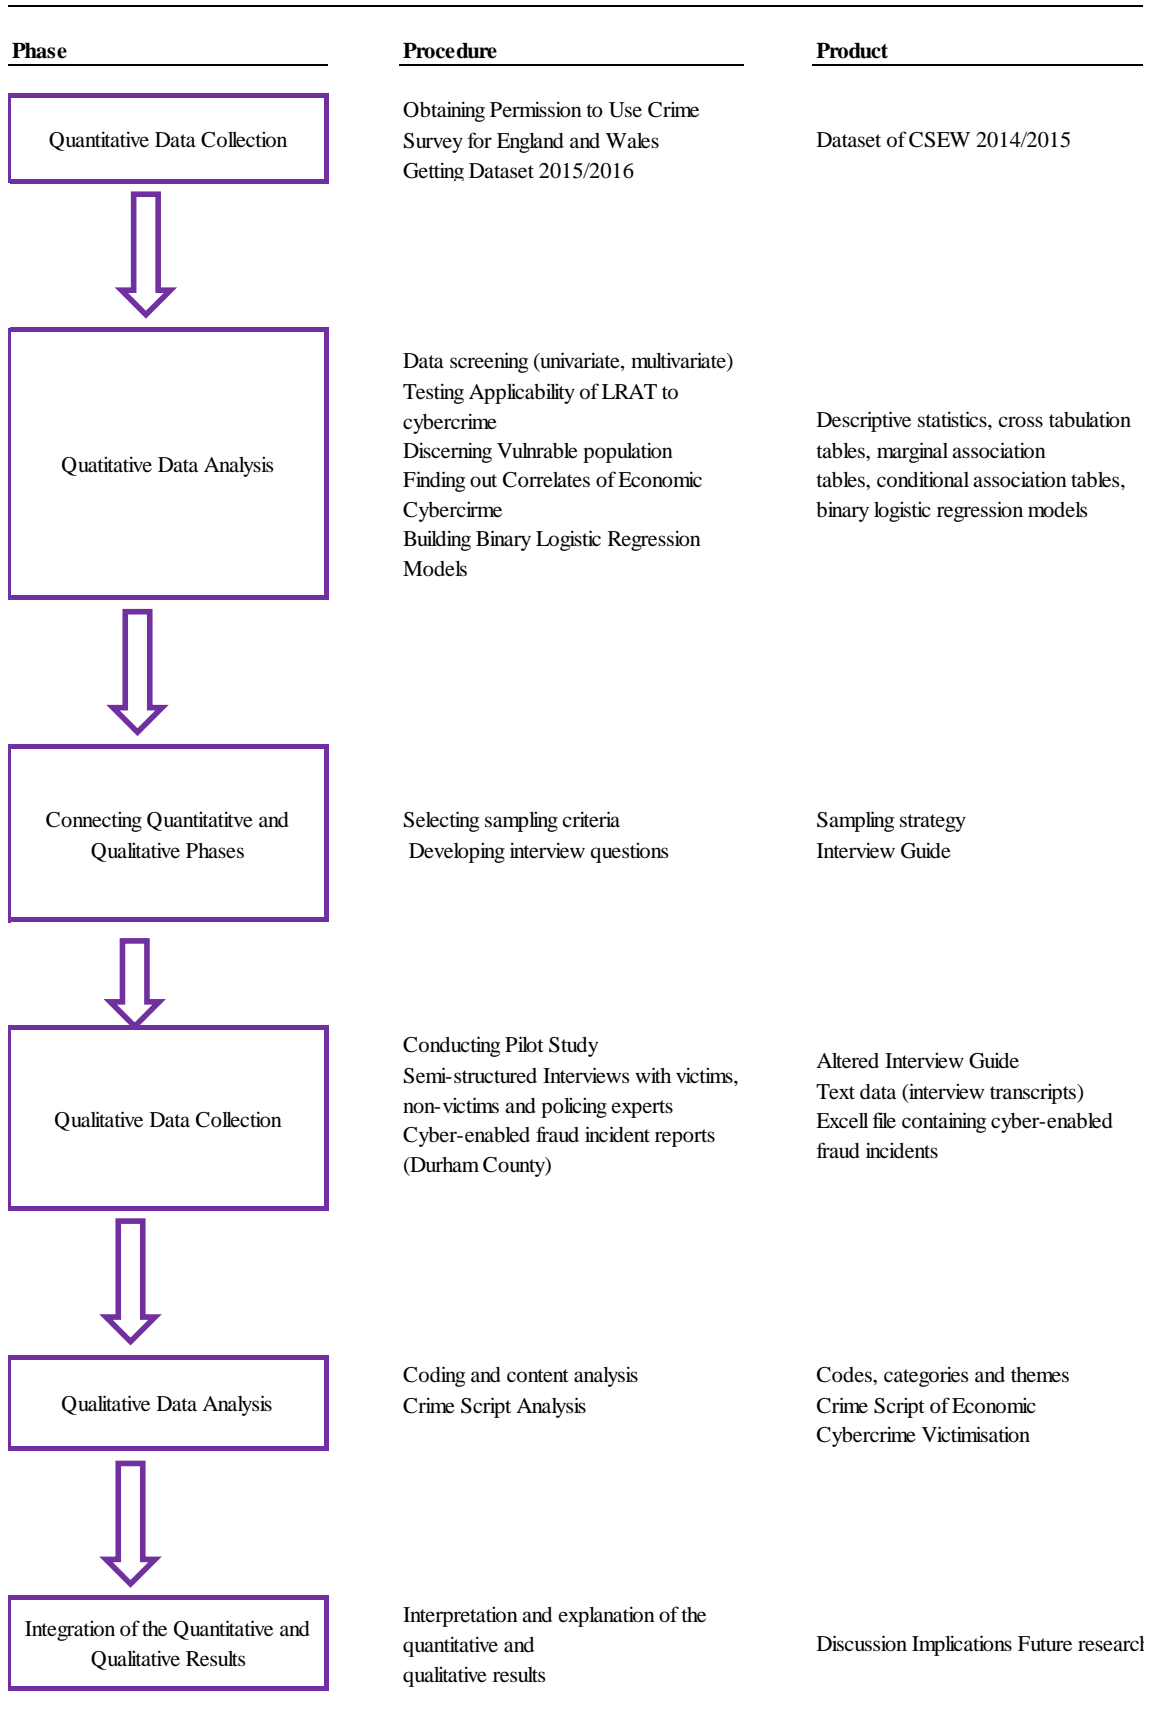 Phase
Procedure
Product
Quantitative Data Collection
Obtaining Permission to Use Crime
Survey for England and Wales
Getting Dataset 2015/2016
Dataset of CSEW 2014/2015
Quatitative Data Analysis
Data screening (univariate, multivariate)
Testing Applicability of LRAT to
cybercrime
Discerning Vulnrable population
Finding out Correlates of Economic
Cybercirme
Building Binary Logistic Regression
Models
Descriptive statistics, cross tabulation
tables, marginal association
tables, conditional association tables,
binary logistic regression models
Connecting Quantitatitve and
Qualitative Phases
Selecting sampling criteria
Developing interview questions
Sampling strategy
Interview Guide
Qualitative Data Collection
Conducting Pilot Study
Semi-structured Interviews with victims,
non-victims and policing experts
Cyber-enabled fraud incident reports
(Durham County)
Altered Interview Guide
Text data (interview transcripts)
Excell file containing cyber-enabled
fraud incidents
Qualitative Data Analysis
Coding and content analysis
Crime Script Analysis
Codes, categories and themes
Crime Script of Economic
Cybercrime Victimisation
Integration of the Quantitative and
Qualitative Results
Interpretation and explanation of the
quantitative and
qualitative results
Discussion Implications Future research